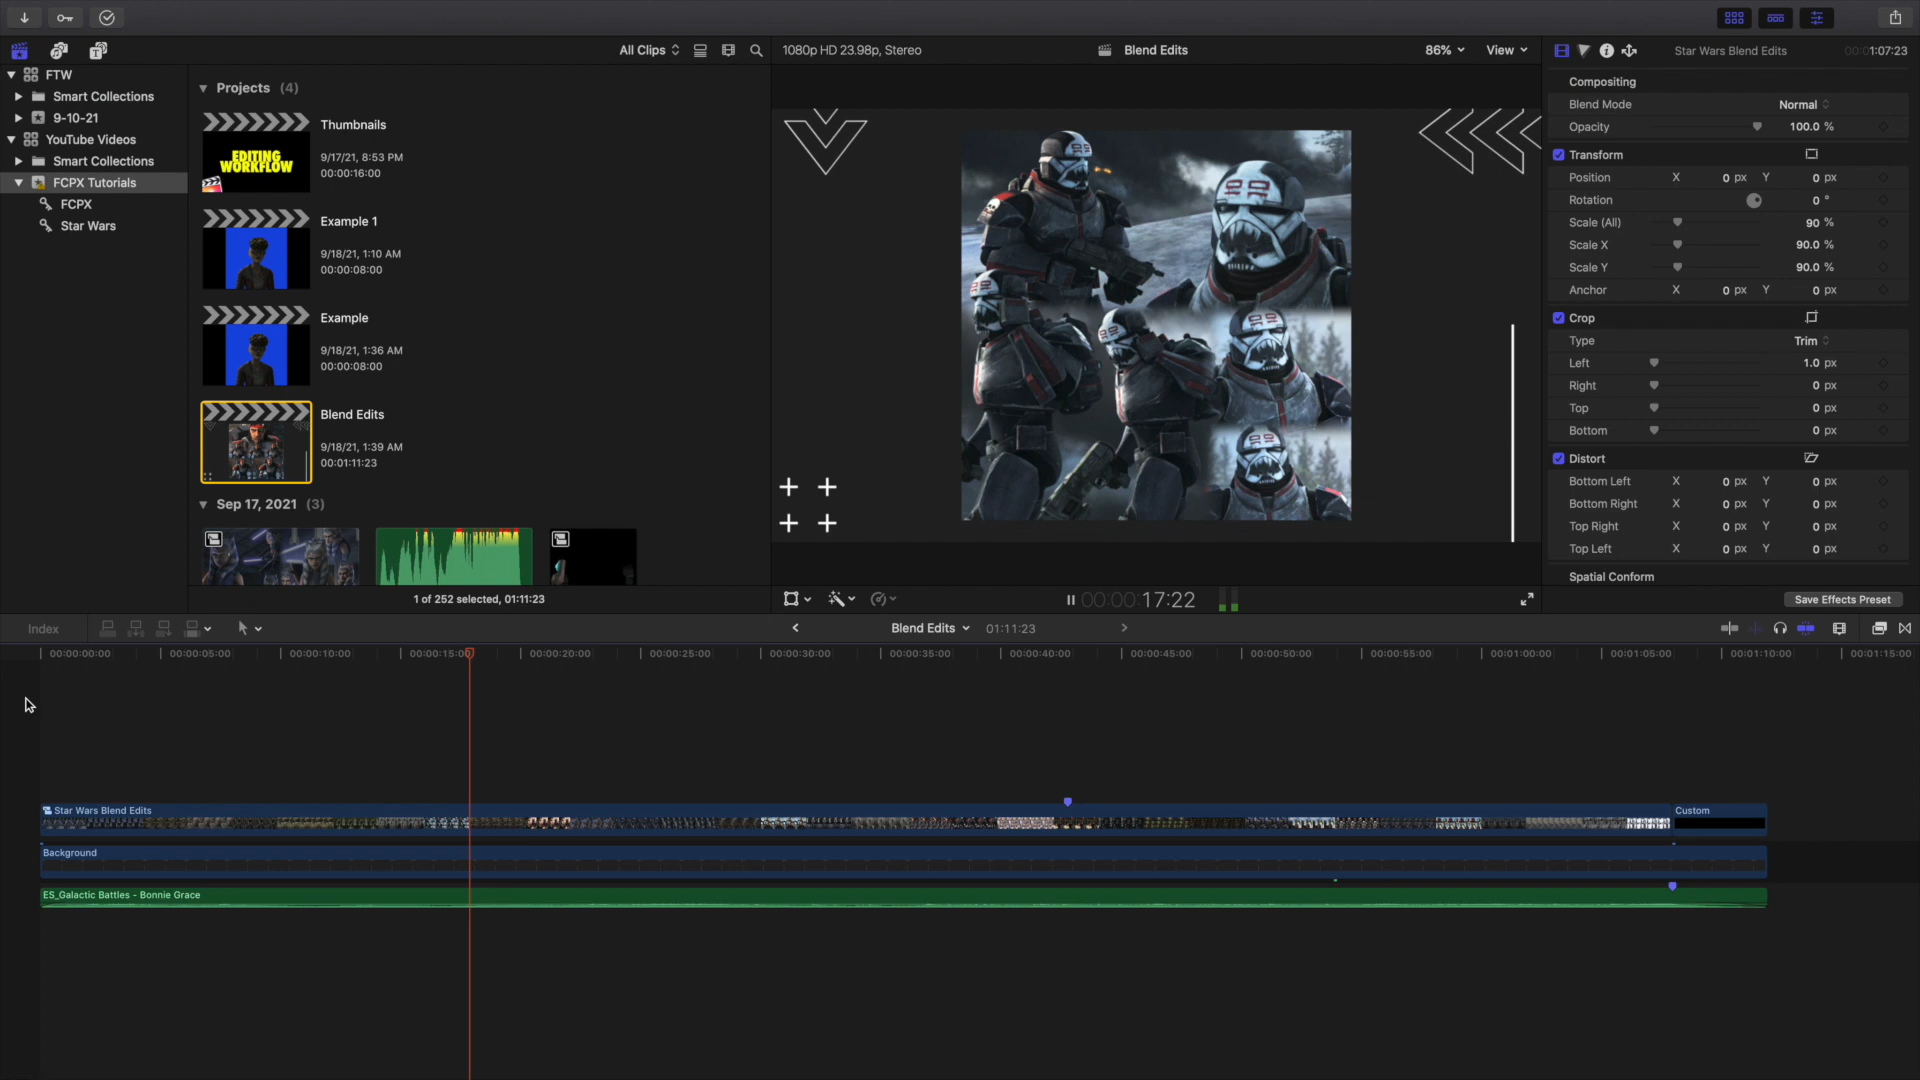 All Clips
1080p HD 23.98p, Stereo
Blend Edits
86%
View
Star Wars Blend Edits
00:01:07:23
FTW
Smart Collections
9-10-21
YouTube Videos
Smart Collections
FCPX Tutorials
FCPX
Star Wars
Projects (4)
EDITING
WORKFLOW
Thumbnails
9/17/21, 8:53 PM
00:00:16:00
Example 1
9/18/21, 1:10 AM
00:00:08:00
Example
9/18/21, 1:36 AM
00:00:08:00
Blend Edits
9/18/21, 1:39 AM
00:01:11:23
Sep 17, 2021 (3)
1 of 252 selected, 01:11:23
00:00:00:17:22
Compositing
Blend Mode Normal
Opacity 100.0 %
Transform
Position X 0 px Y 0 px
Rotation 0 °
Scale (All) 90 %
Scale X 90.0 %
Scale Y 90.0 %
Anchor X 0 px Y 0 px
Crop
Type Trim
Left 1.0 px
Right 0 px
Top 0 px
Bottom 0 px
Distort
Bottom Left X 0 px Y 0 px
Bottom Right X 0 px Y 0 px
Top Right X 0 px Y 0 px
Top Left X 0 px Y 0 px
Spatial Conform
Save Effects Preset
Index
Blend Edits
01:11:23
00:00:00:00 00:00:05:00 00:00:10:00 00:00:15:00 00:00:20:00 00:00:25:00 00:00:30:00 00:00:35:00 00:00:40:00 00:00:45:00 00:00:50:00 00:00:55:00 00:01:00:00 00:01:05:00 00:01:10:00 00:01:15:00
Star Wars Blend Edits
Custom
Background
ES_Galactic Battles - Bonnie Grace